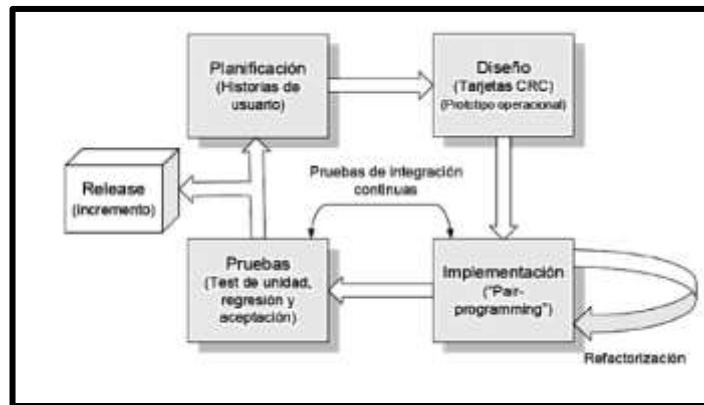 Planificación
(Historias de
usuario)
Diseño
(Tarjetas CRC)
(Prototipo operacional)
Release
(incremento)
Pruebas de integración
continuas
Pruebas
(Test de unidad,
regresión y
aceptación)
Implementación
("Pair-
programming")
Refactorización